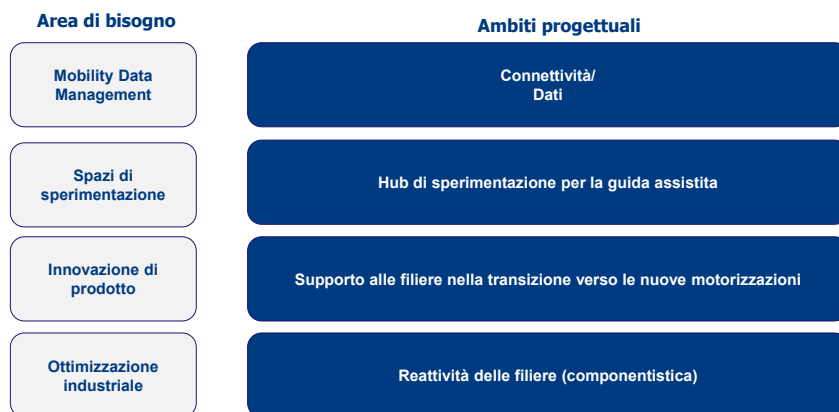 Area di bisogno
Ambiti progettuali
Mobility Data
Management
Connettività/
Dati
Spazi di
sperimentazione
Hub di sperimentazione per la guida assistita
Innovazione di
prodotto
Supporto alle filiere nella transizione verso le nuove motorizzazioni
Ottimizzazione
industriale
Reattività delle filiere (componentistica)